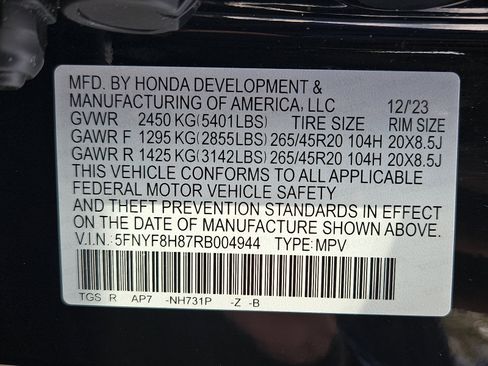 MFD. BY HONDA DEVELOPMENT &
MANUFACTURING OF AMERICA, LLC 12/'23
GVWR 2450 KG(5401LBS) TIRE SIZE RIM SIZE
GAWR F 1295 KG(2855LBS) 265/45R20 104H 20X8.5J
GAWR R 1425 KG(3142LBS) 265/45R20 104H 20X8.5J
THIS VEHICLE CONFORMS TO ALL APPLICABLE
FEDERAL MOTOR VEHICLE SAFETY
AND THEFT PREVENTION STANDARDS IN EFFECT
ON THE DATE OF MANUFACTURE SHOWN ABOVE.
V.I.N.: 5FNYF8H87RB004944 TYPE: MPV
TGS R AP7 -NH731P -Z -B